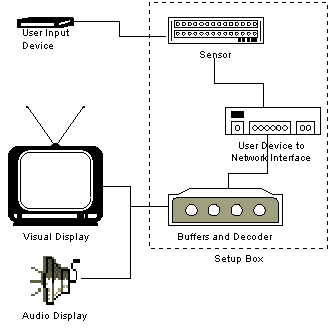 User Input
Device
Sensor
User Device to
Network Interface
Visual Display
Buffers and Decoder
Setup Box
Audio Display